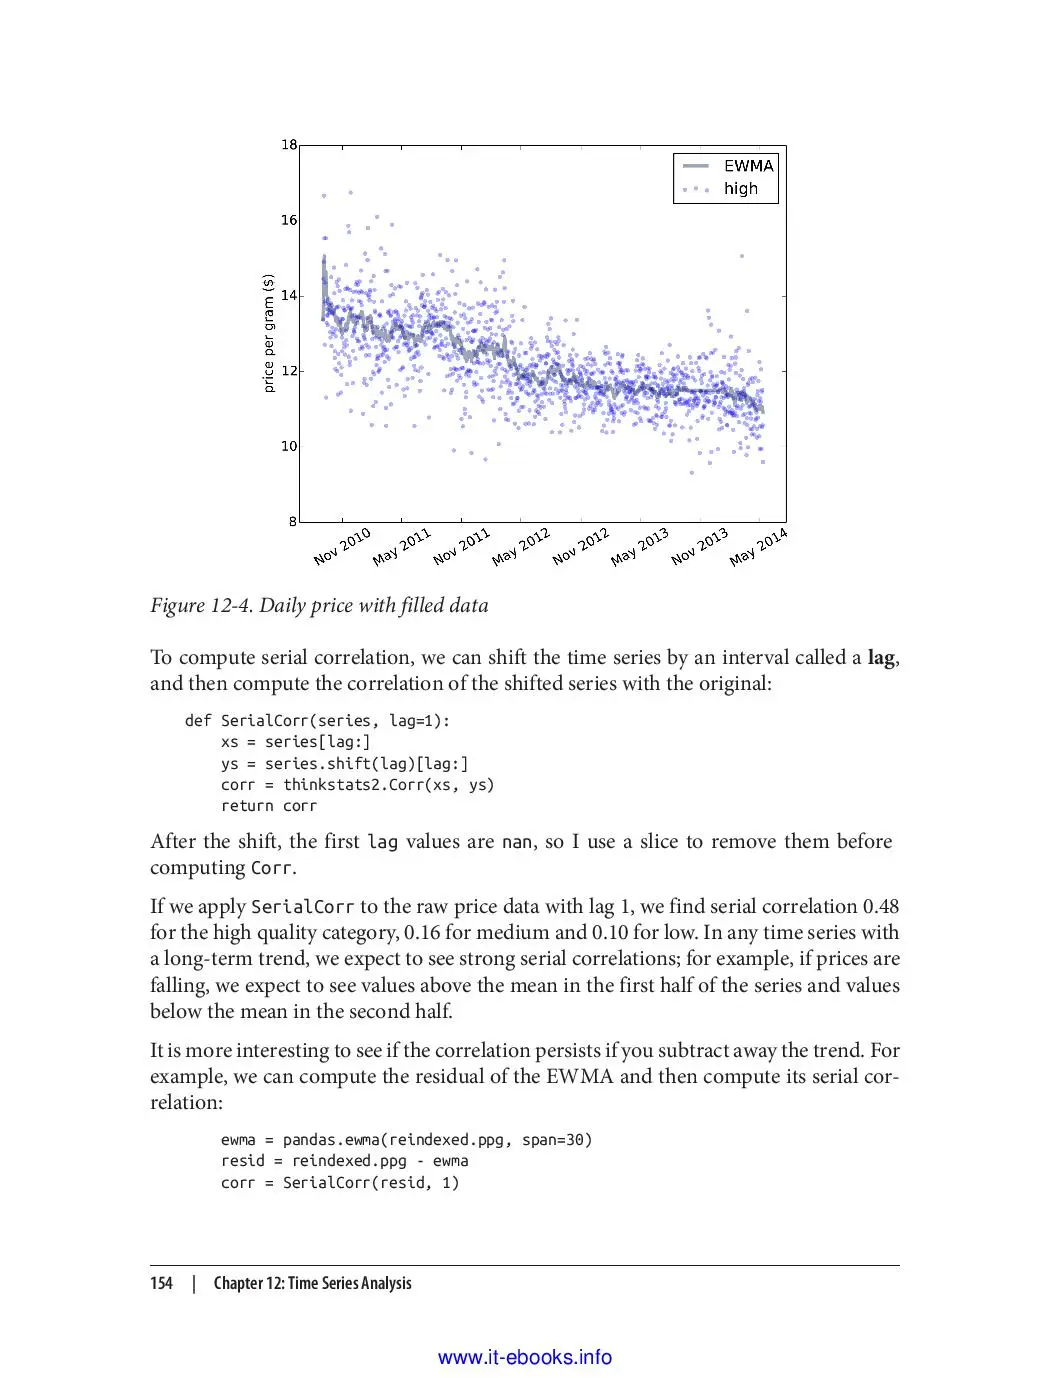 18
16
14
12
10
8
price per gram ($)
EWMA
high
Nov 2010
May 2011
Nov 2011
May 2012
Nov 2012
May 2013
Nov 2013
May 2014
Figure 12-4. Daily price with filled data
To compute serial correlation, we can shift the time series by an interval called a lag,
and then compute the correlation of the shifted series with the original:
def SerialCorr(series, lag=1):
xs = series[lag:]
ys = series.shift(lag)[lag:]
corr = thinkstats2.Corr(xs, ys)
return corr
After the shift, the first lag values are nan, so I use a slice to remove them before
computing Corr.
If we apply SerialCorr to the raw price data with lag 1, we find serial correlation 0.48
for the high quality category, 0.16 for medium and 0.10 for low. In any time series with
a long-term trend, we expect to see strong serial correlations; for example, if prices are
falling, we expect to see values above the mean in the first half of the series and values
below the mean in the second half.
It is more interesting to see if the correlation persists if you subtract away the trend. For
example, we can compute the residual of the EWMA and then compute its serial cor-
relation:
ewma = pandas.ewma(reindexed.ppg, span=30)
resid = reindexed.ppg - ewma
corr = SerialCorr(resid, 1)
154 | Chapter 12: Time Series Analysis
www.it-ebooks.info